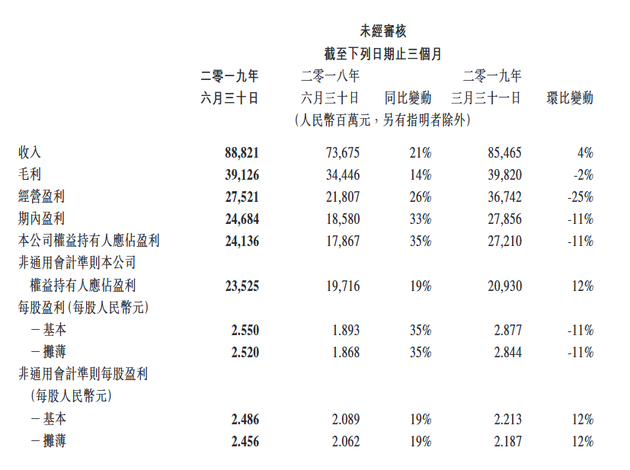 未經審核
截至下列日期止三個月
二零一九年 二零一八年 二零一九年
六月三十日 六月三十日 同比變動 三月三十一日 環比變動
(人民幣百萬元,另有指明者除外)
收入 88,821 73,675 21% 85,465 4%
毛利 39,126 34,446 14% 39,820 -2%
經營盈利 27,521 21,807 26% 36,742 -25%
期內盈利 24,684 18,580 33% 27,856 -11%
本公司權益持有人應佔盈利 24,136 17,867 35% 27,210 -11%
非通用會計準則本公司
權益持有人應佔盈利 23,525 19,716 19% 20,930 12%
每股盈利(每股人民幣元)
－基本 2.550 1.893 35% 2.877 -11%
－攤薄 2.520 1.868 35% 2.844 -11%
非通用會計準則每股盈利
(每股人民幣元)
－基本 2.486 2.089 19% 2.213 12%
－攤薄 2.456 2.062 19% 2.187 12%